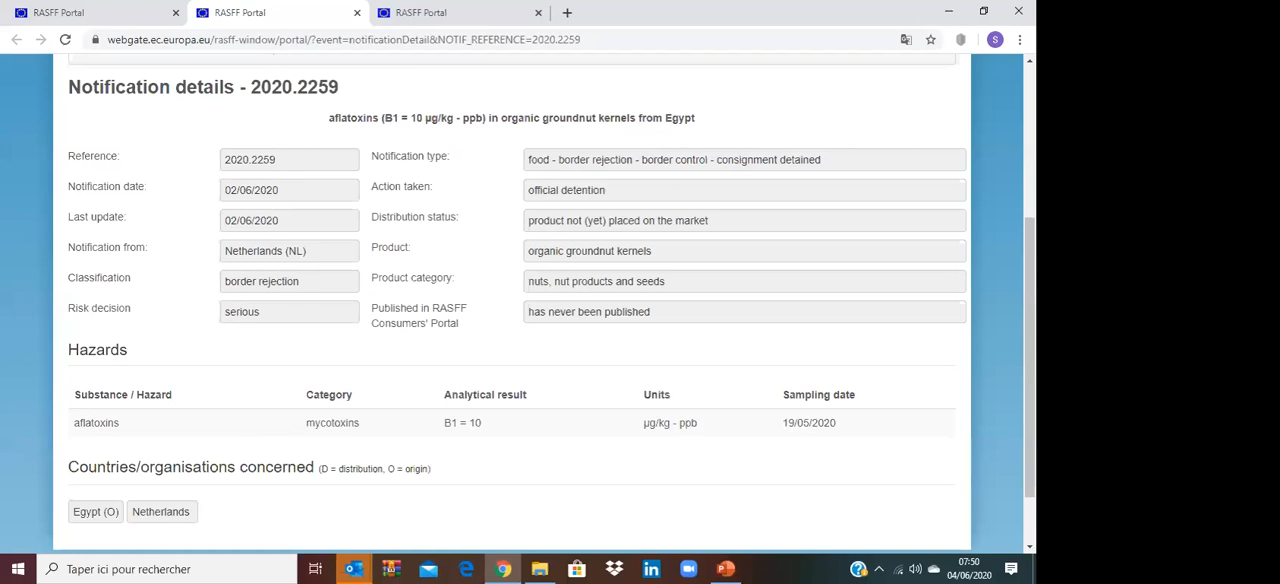 RASFF Portal
RASFF Portal
RASFF Portal
webgate.ec.europa.eu/rasff-window/portal/?event=notificationDetail&NOTIF_REFERENCE=2020.2259
S
Notification details - 2020.2259
aflatoxins (B1 = 10 µg/kg - ppb) in organic groundnut kernels from Egypt
Reference: 2020.2259 Notification type: food - border rejection - border control - consignment detained
Notification date: 02/06/2020 Action taken: official detention
Last update: 02/06/2020 Distribution status: product not (yet) placed on the market
Notification from: Netherlands (NL) Product: organic groundnut kernels
Classification border rejection Product category: nuts, nut products and seeds
Risk decision serious Published in RASFF has never been published
Consumers' Portal
Hazards
Substance / Hazard Category Analytical result Units Sampling date
aflatoxins mycotoxins B1 = 10 µg/kg - ppb 19/05/2020
Countries/organisations concerned (D = distribution, O = origin)
Egypt (O) Netherlands
Taper ici pour rechercher
07:50
04/06/2020